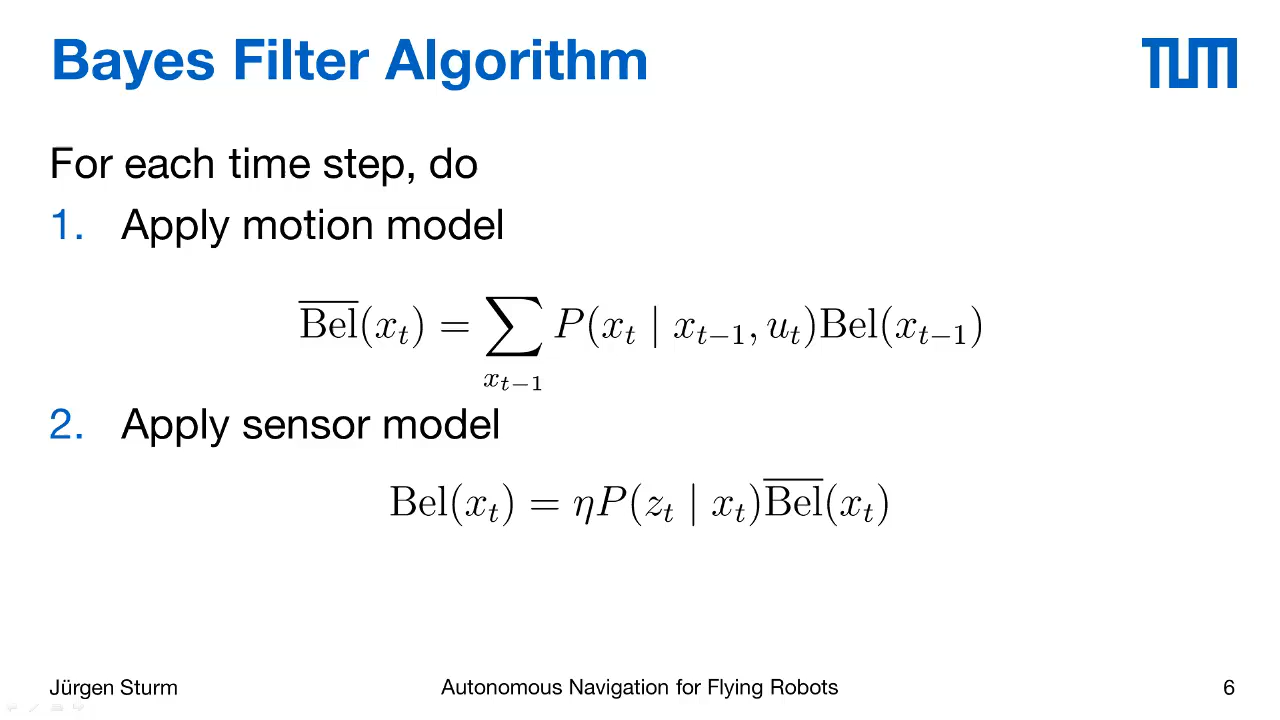 Bayes Filter Algorithm
TUM
For each time step, do
1. Apply motion model
$\overline{\mathrm{Bel}}(x_t) = \sum_{x_{t-1}} P(x_t \mid x_{t-1}, u_t)\mathrm{Bel}(x_{t-1})$
2. Apply sensor model
$\mathrm{Bel}(x_t) = \eta P(z_t \mid x_t)\overline{\mathrm{Bel}}(x_t)$
Jürgen Sturm
Autonomous Navigation for Flying Robots
6